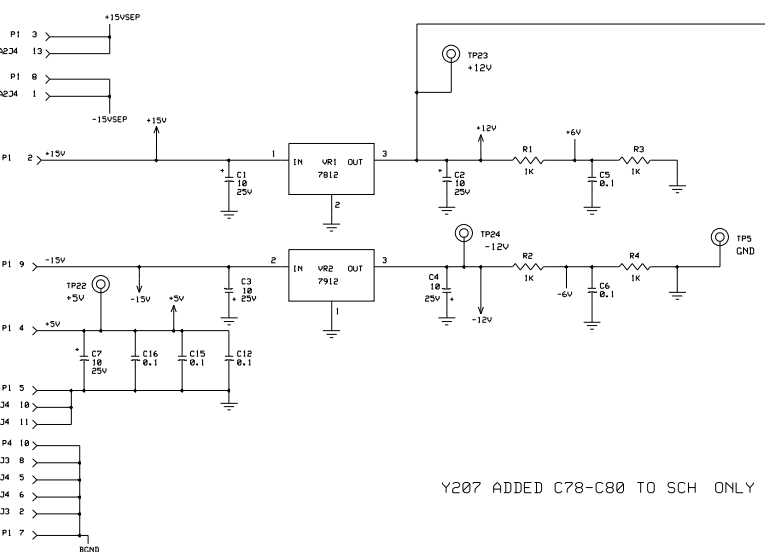 +15VSEP
P1 3
A2J4 13
P1 8
A2J4 1
-15VSEP
TP23
+12V
P1 2 +15V
+15V
1 IN VR1 OUT 3
7812
2
C1
+ 10
25V
C2
+ 10
25V
+12V
R1
1K
+6V
C5
0.1
R3
1K
P1 9 -15V
-15V
C3
10
+ 25V
2 IN VR2 OUT 3
7912
1
C4
10
25V +
TP24
-12V
-12V
R2
1K
-6V
C6
0.1
R4
1K
TP5
GND
TP22
+5V
P1 4 +5V
+5V
C7
+ 10
25V
C16
0.1
C15
0.1
C12
0.1
P1 5
J4 10
J4 11
P4 10
J3 8
J4 5
J4 6
J3 2
P1 7
Y207 ADDED C78-C80 TO SCH ONLY